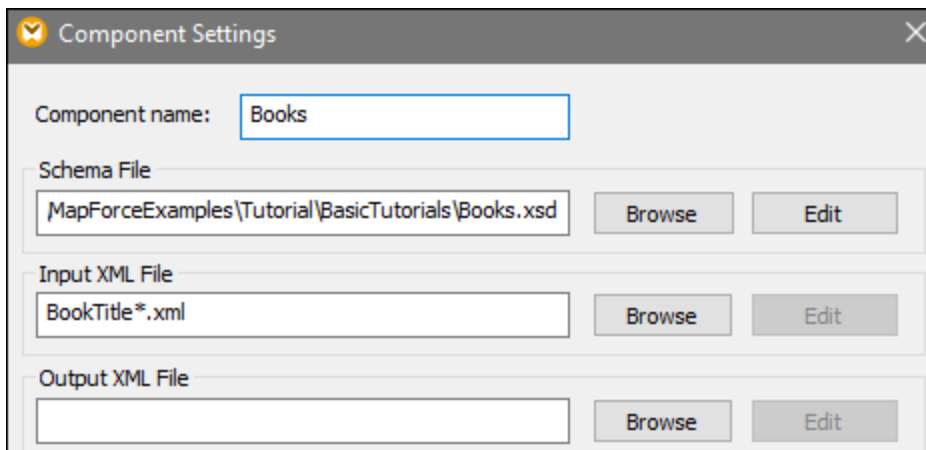 Component Settings
Component name: Books
Schema File
MapForceExamples\Tutorial\BasicTutorials\Books.xsd Browse Edit
Input XML File
BookTitle*.xml Browse Edit
Output XML File
Browse Edit